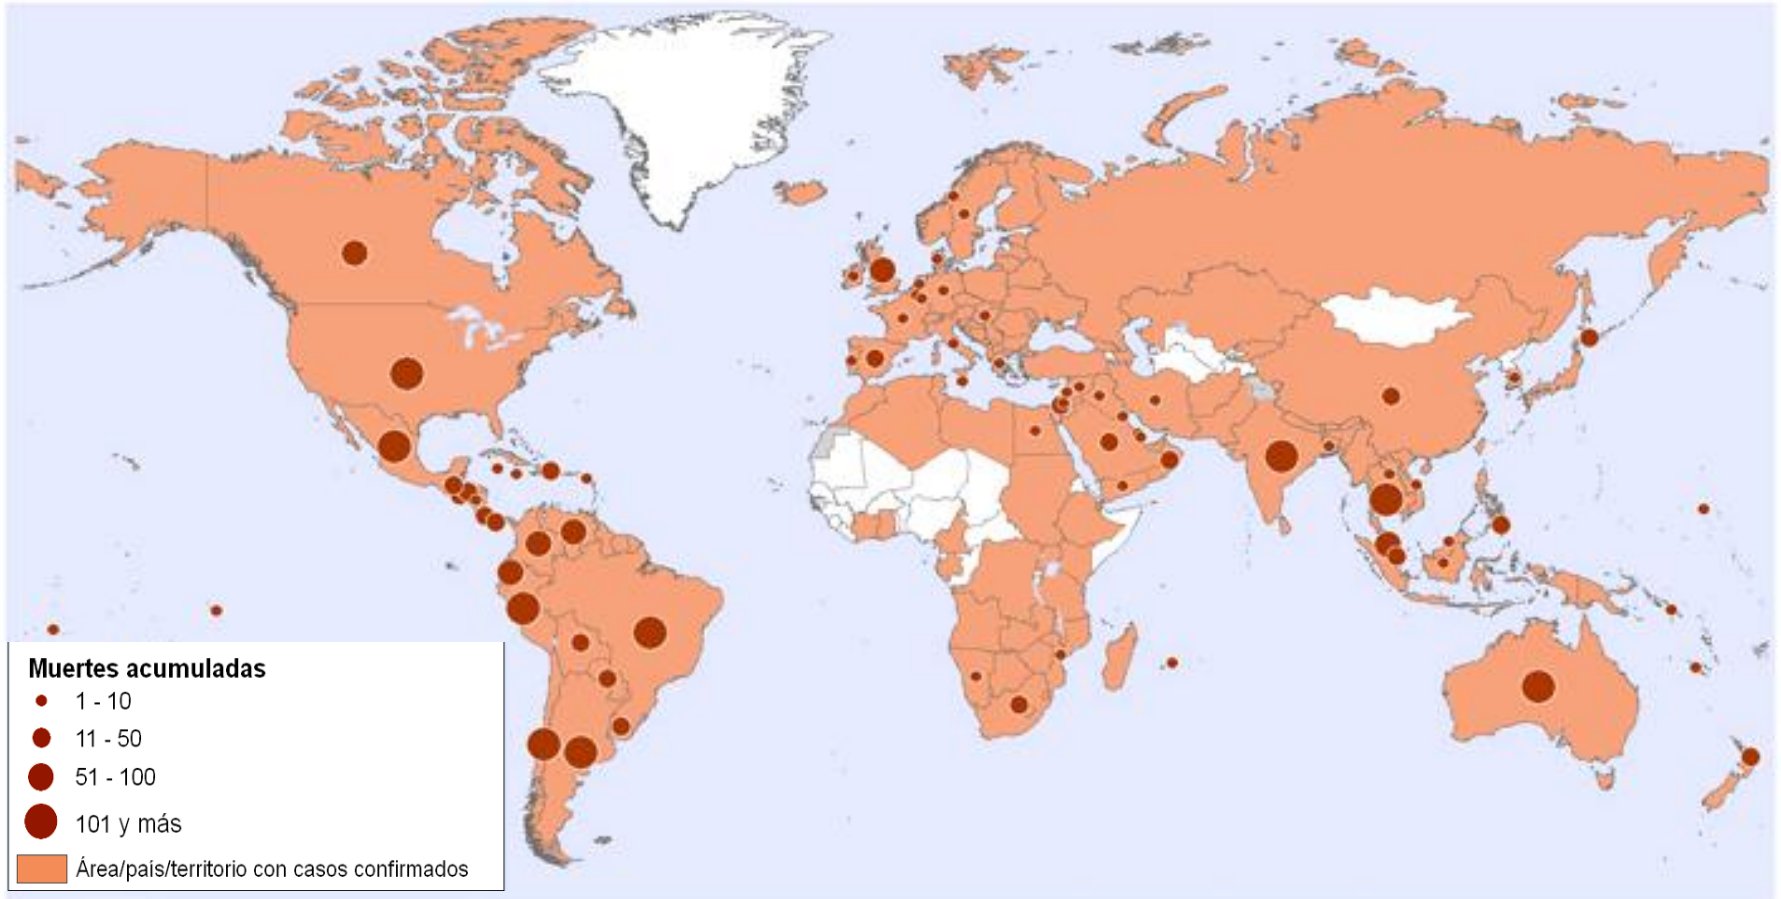 Muertes acumuladas
1 - 10
11 - 50
51 - 100
101 y más
Área/país/territorio con casos confirmados